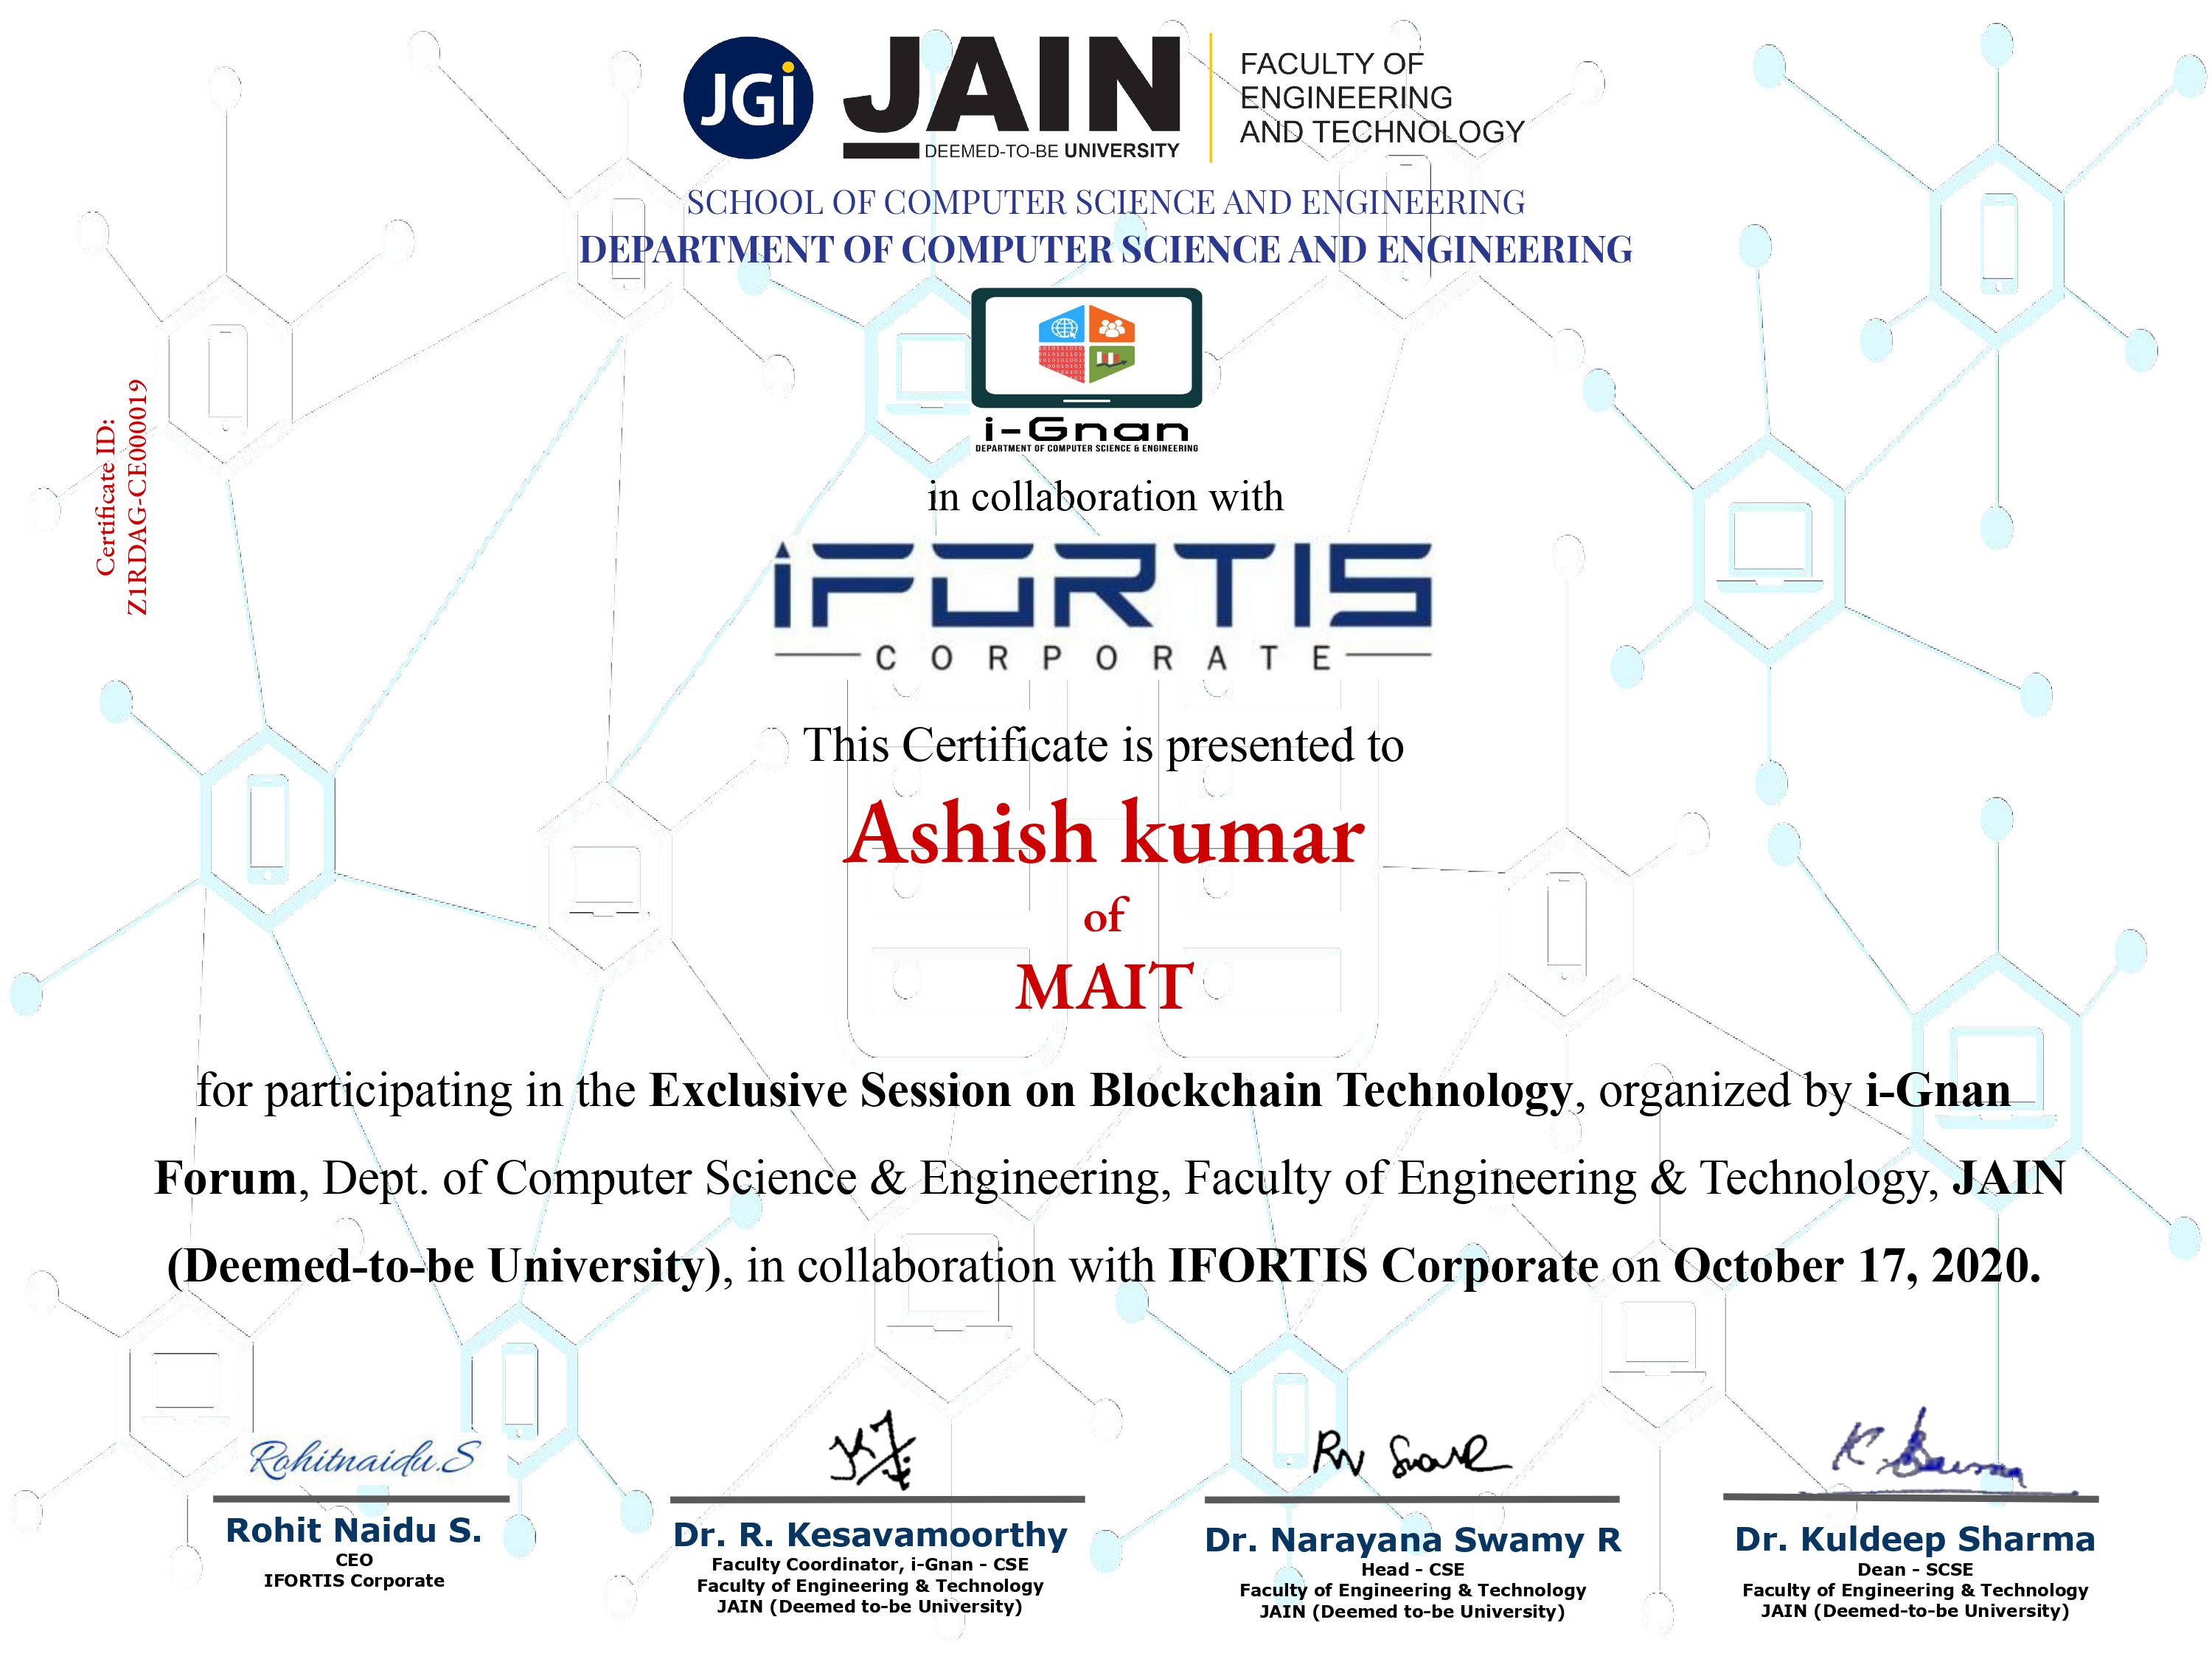 JGi JAIN
DEEMED-TO-BE UNIVERSITY
FACULTY OF
ENGINEERING
AND TECHNOLOGY
SCHOOL OF COMPUTER SCIENCE AND ENGINEERING
DEPARTMENT OF COMPUTER SCIENCE AND ENGINEERING
i-Gnan
DEPARTMENT OF COMPUTER SCIENCE & ENGINEERING
Certificate ID:
Z1RDAG-CE000019
in collaboration with
iFORTIS
CORPORATE
This Certificate is presented to
Ashish kumar
of
MAIT
for participating in the Exclusive Session on Blockchain Technology, organized by i-Gnan
Forum, Dept. of Computer Science & Engineering, Faculty of Engineering & Technology, JAIN
(Deemed-to-be University), in collaboration with IFORTIS Corporate on October 17, 2020.
Rohitnaidu.S
Rohit Naidu S.
CEO
IFORTIS Corporate
Dr. R. Kesavamoorthy
Faculty Coordinator, i-Gnan - CSE
Faculty of Engineering & Technology
JAIN (Deemed to-be University)
Dr. Narayana Swamy R
Head - CSE
Faculty of Engineering & Technology
JAIN (Deemed to-be University)
Dr. Kuldeep Sharma
Dean - SCSE
Faculty of Engineering & Technology
JAIN (Deemed-to-be University)